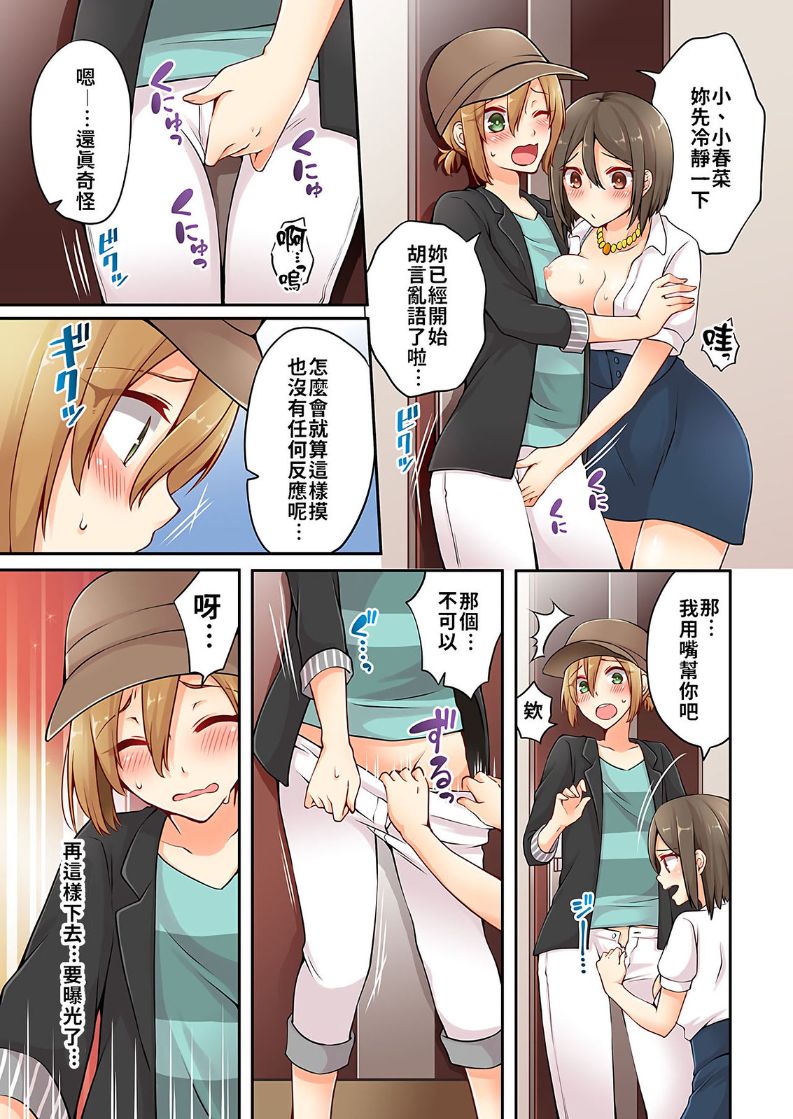 小、小春菜
妳先冷靜一下
妳已經開始
胡言亂語了啦…
哇
ビクッ
くに
くに
嗯—…還真奇怪
くにゅっ
くにゅ
くにゅっ
ビクッ
啊…嗚
ギクッ
怎麼會就算這樣摸
也沒有任何反應呢…
那…
我用嘴幫你吧
欸
ジ—…
那個…
不可以
ぐ…
ずるっ
呀…
再這樣下去…要曝光了…